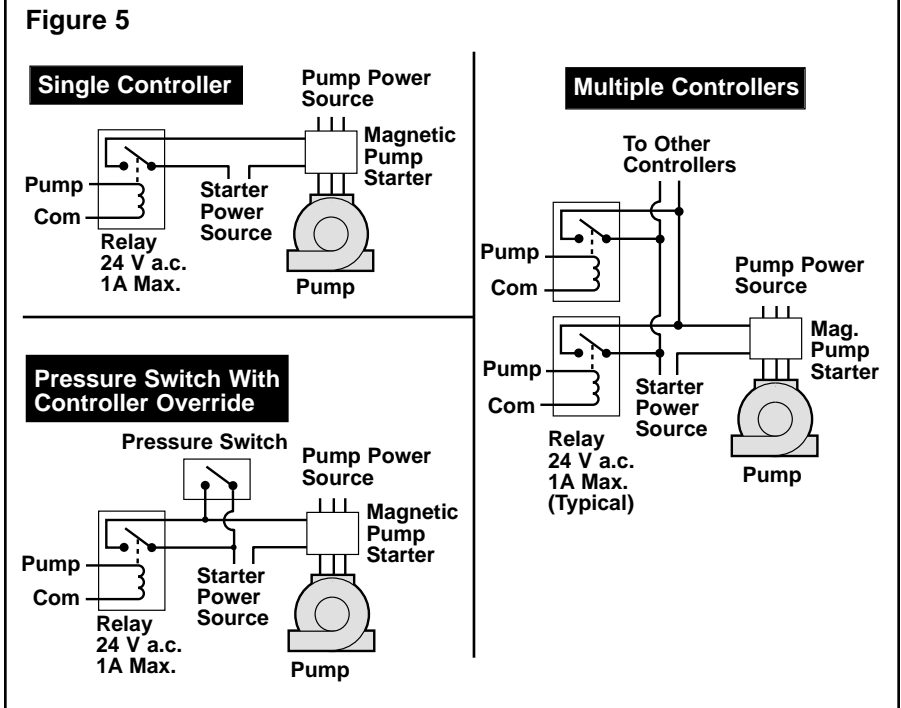 Figure 5
Single Controller
Pump Power
Source
Magnetic
Pump
Starter
Pump
Com
Starter
Power
Source
Relay
24 V a.c.
1A Max.
Pump
Pressure Switch With
Controller Override
Pressure Switch
Pump Power
Source
Magnetic
Pump
Starter
Pump
Com
Starter
Power
Source
Relay
24 V a.c.
1A Max.
Pump
Multiple Controllers
To Other
Controllers
Pump
Com
Pump Power
Source
Mag.
Pump
Starter
Pump
Com
Starter
Power
Source
Relay
24 V a.c.
1A Max.
(Typical)
Pump